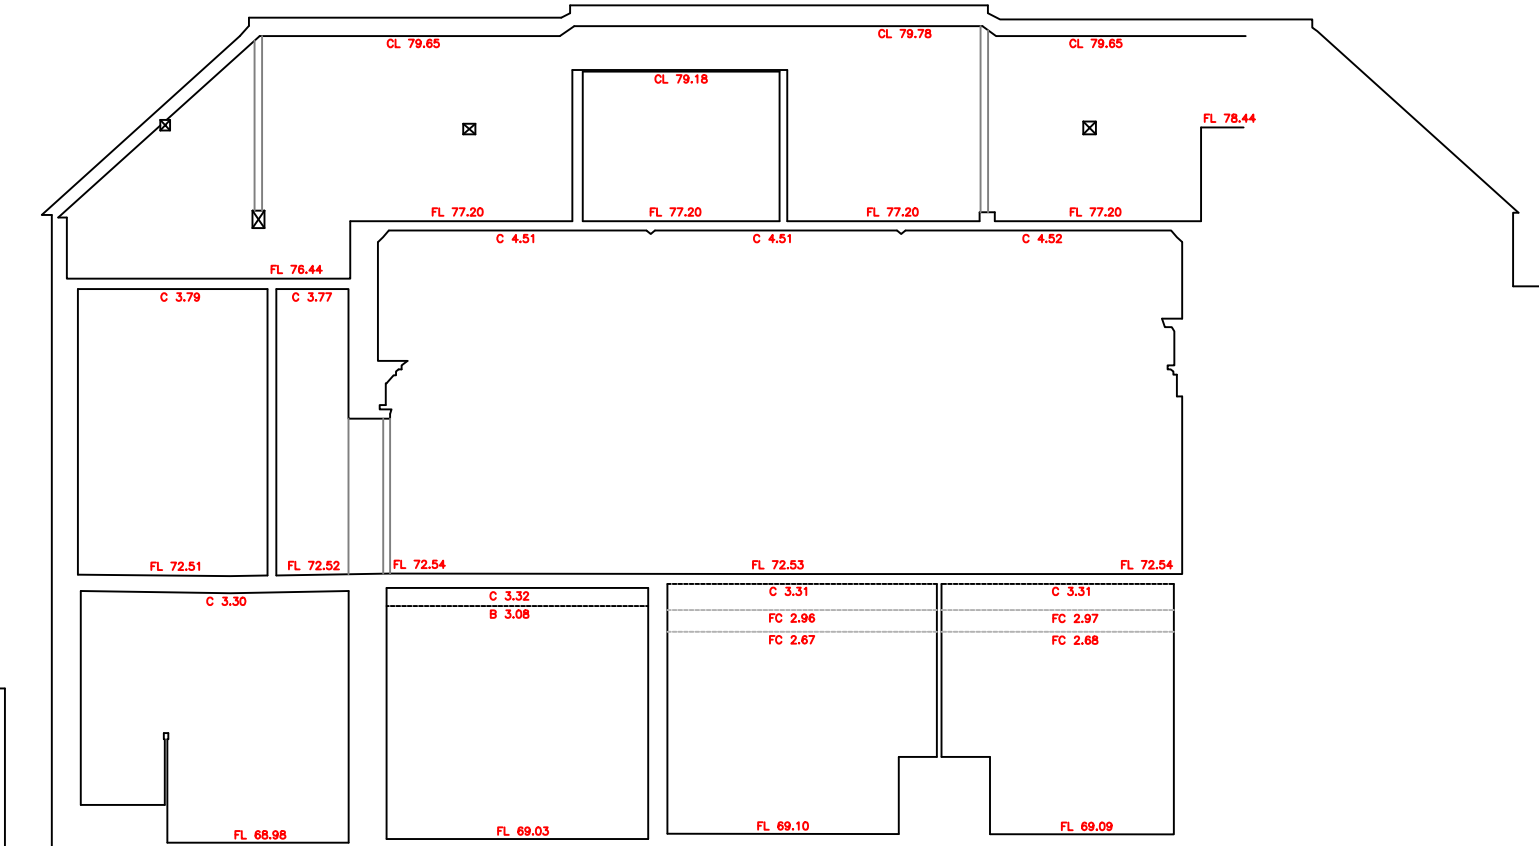 CL 79.65
CL 79.78
CL 79.65
CL 79.18
FL 78.44
FL 77.20
FL 77.20
FL 77.20
FL 77.20
C 4.51
C 4.51
C 4.52
FL 76.44
C 3.79
C 3.77
FL 72.51
FL 72.52
FL 72.54
FL 72.53
FL 72.54
C 3.30
C 3.32
B 3.08
C 3.31
FC 2.96
FC 2.67
C 3.31
FC 2.97
FC 2.68
FL 68.98
FL 69.03
FL 69.10
FL 69.09